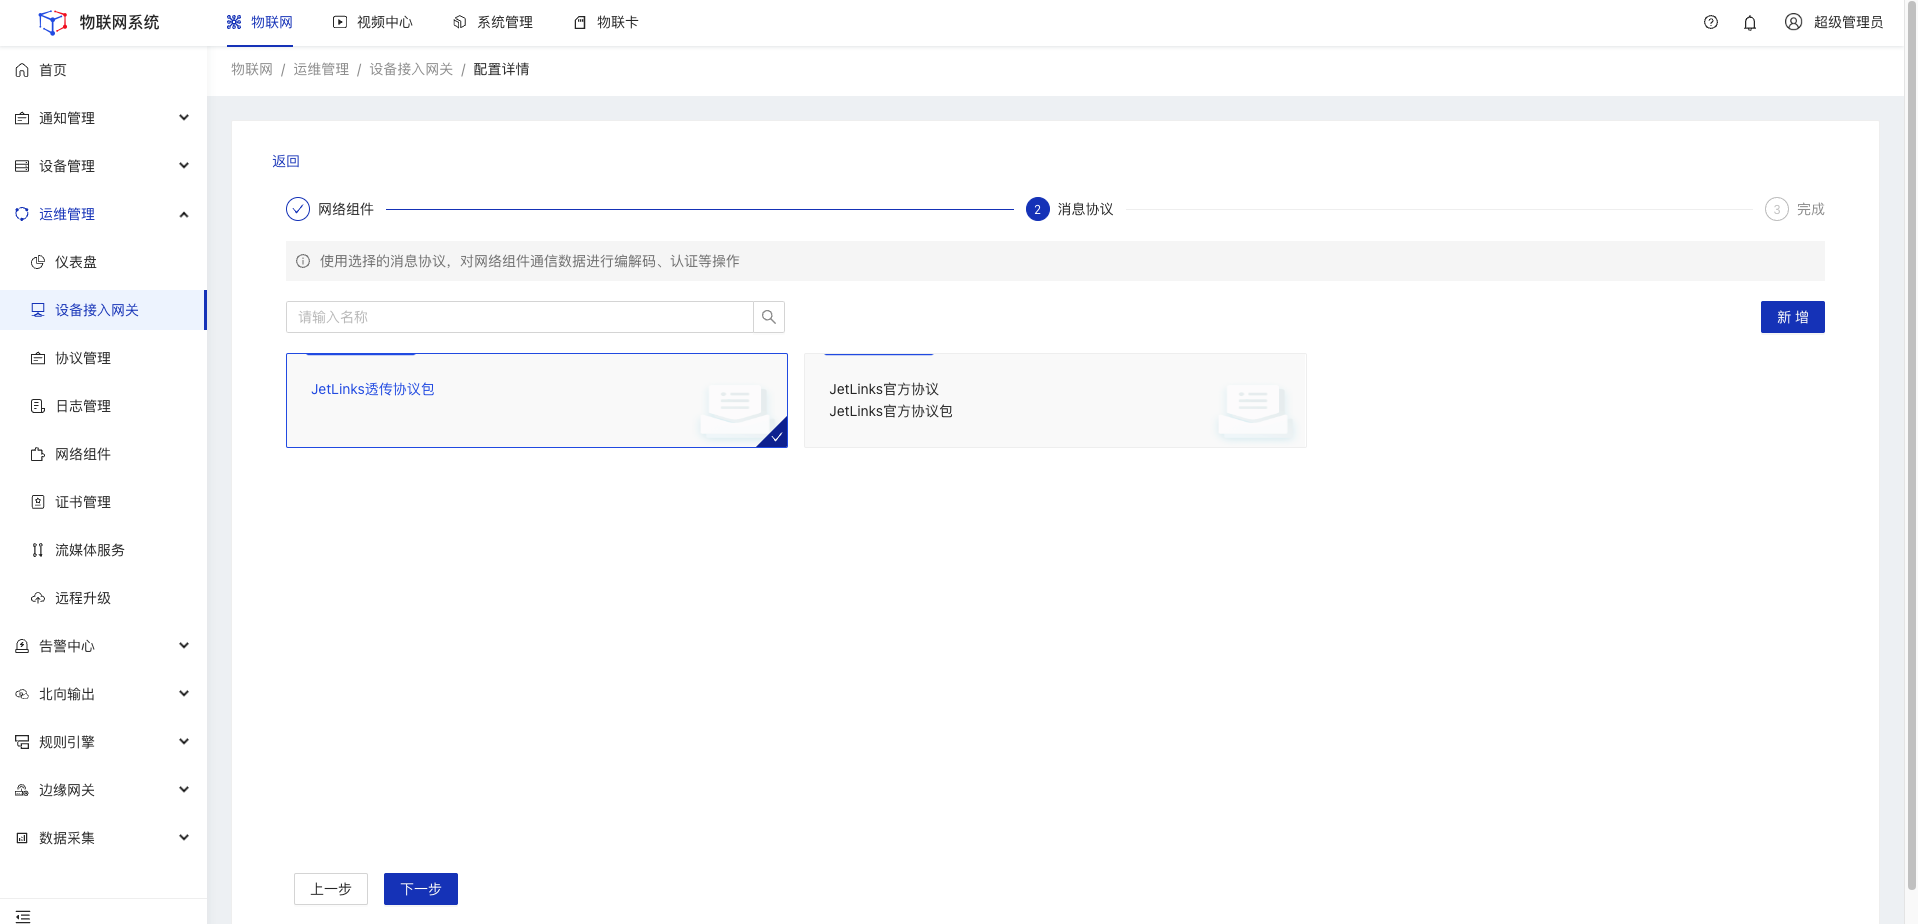 物联网系统
物联网
视频中心
系统管理
物联卡
超级管理员
首页
通知管理
设备管理
运维管理
仪表盘
设备接入网关
协议管理
日志管理
网络组件
证书管理
流媒体服务
远程升级
告警中心
北向输出
规则引擎
边缘网关
数据采集
物联网 / 运维管理 / 设备接入网关 / 配置详情
返回
网络组件
2 消息协议
3 完成
使用选择的消息协议，对网络组件通信数据进行编解码、认证等操作
请输入名称
新 增
JetLinks透传协议包
JetLinks官方协议
JetLinks官方协议包
上一步
下一步